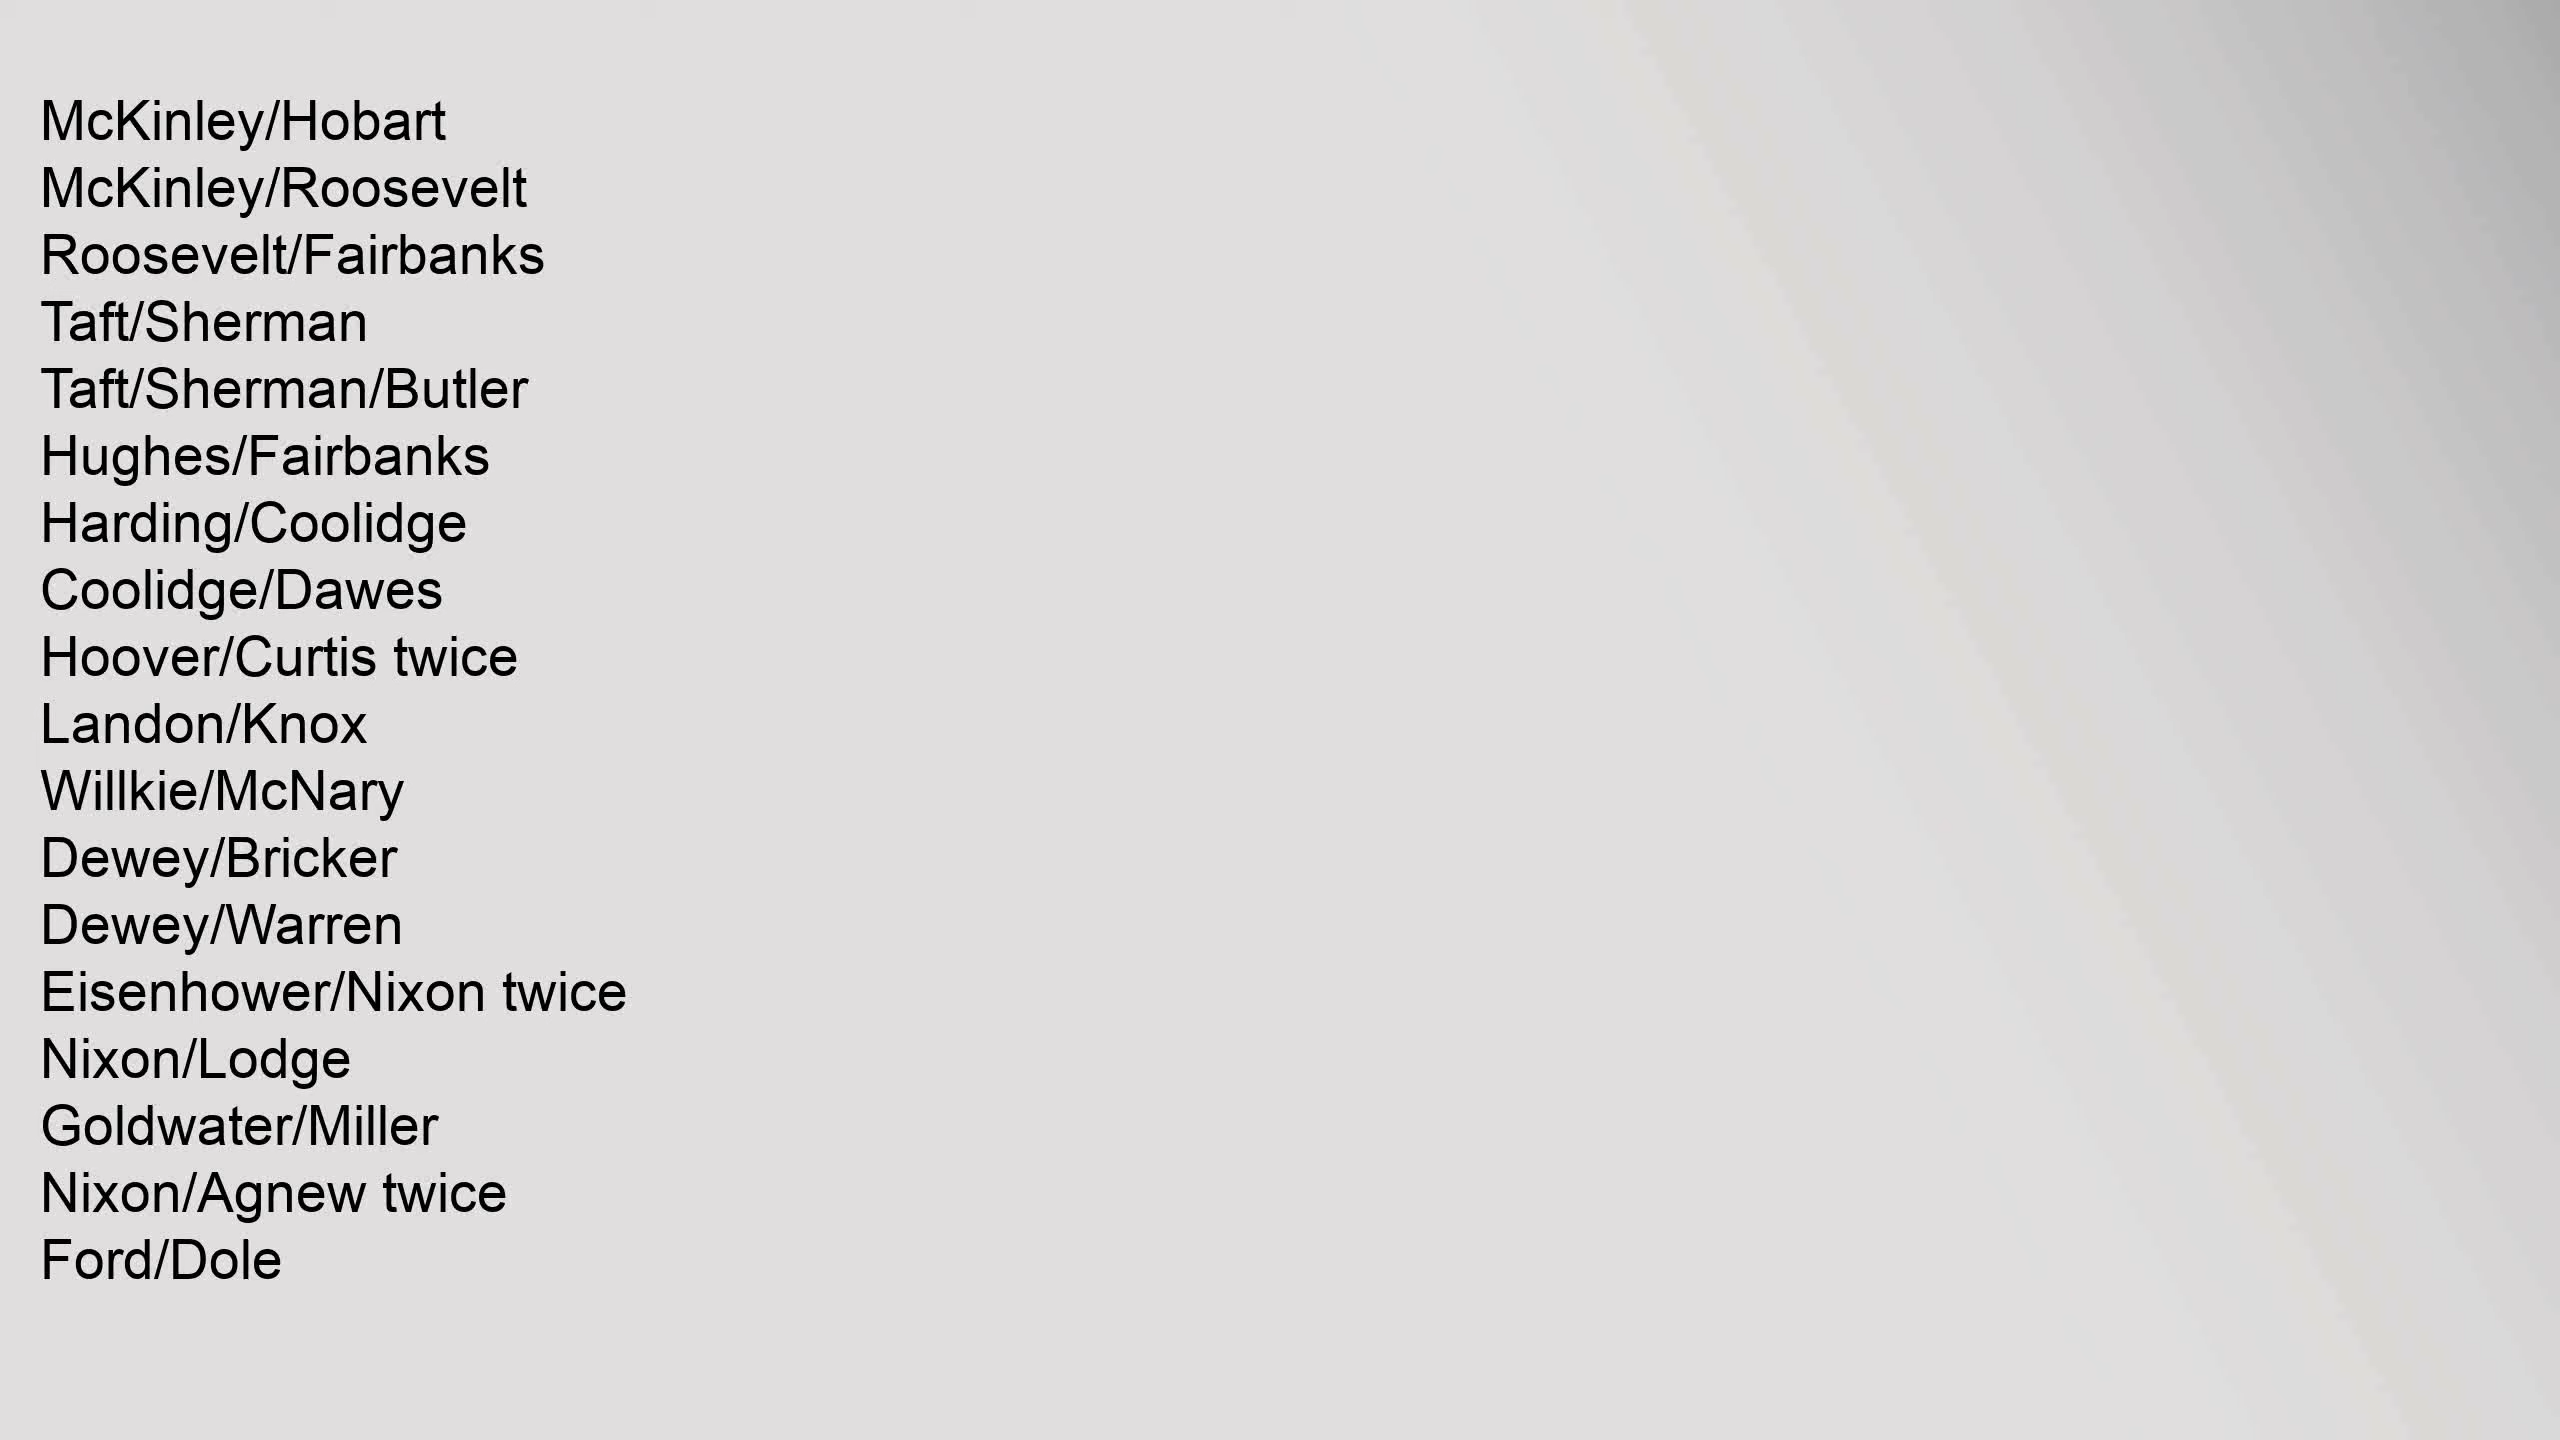 McKinley/Hobart
McKinley/Roosevelt
Roosevelt/Fairbanks
Taft/Sherman
Taft/Sherman/Butler
Hughes/Fairbanks
Harding/Coolidge
Coolidge/Dawes
Hoover/Curtis twice
Landon/Knox
Willkie/McNary
Dewey/Bricker
Dewey/Warren
Eisenhower/Nixon twice
Nixon/Lodge
Goldwater/Miller
Nixon/Agnew twice
Ford/Dole